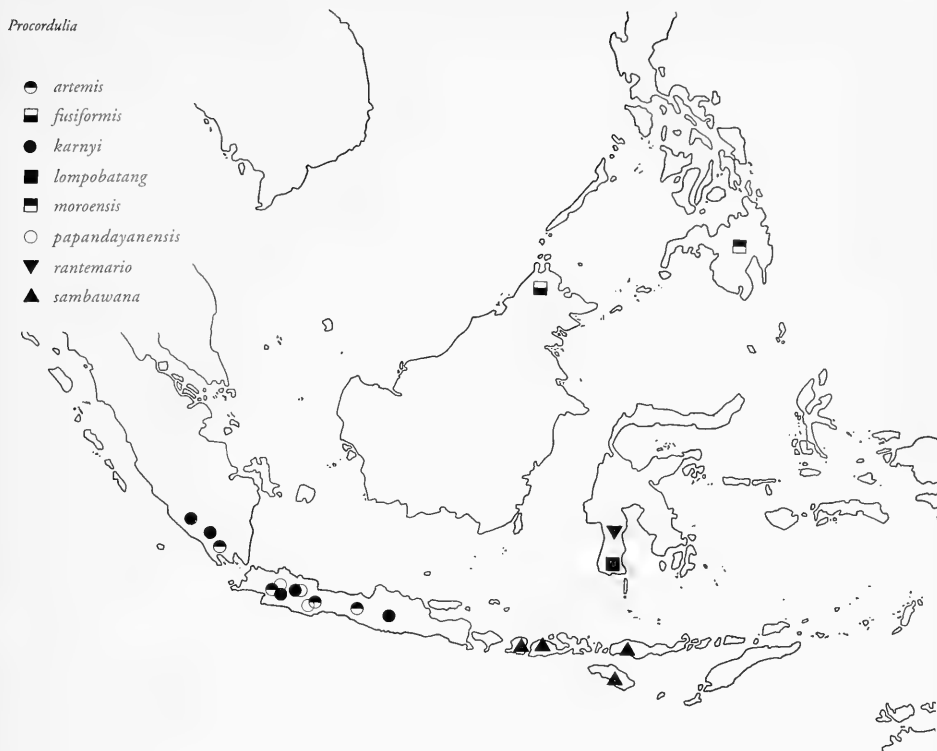 Procordulia
artemis
fusiformis
karnyi
lompobatang
moroensis
papandayanensis
rantemario
sambawana